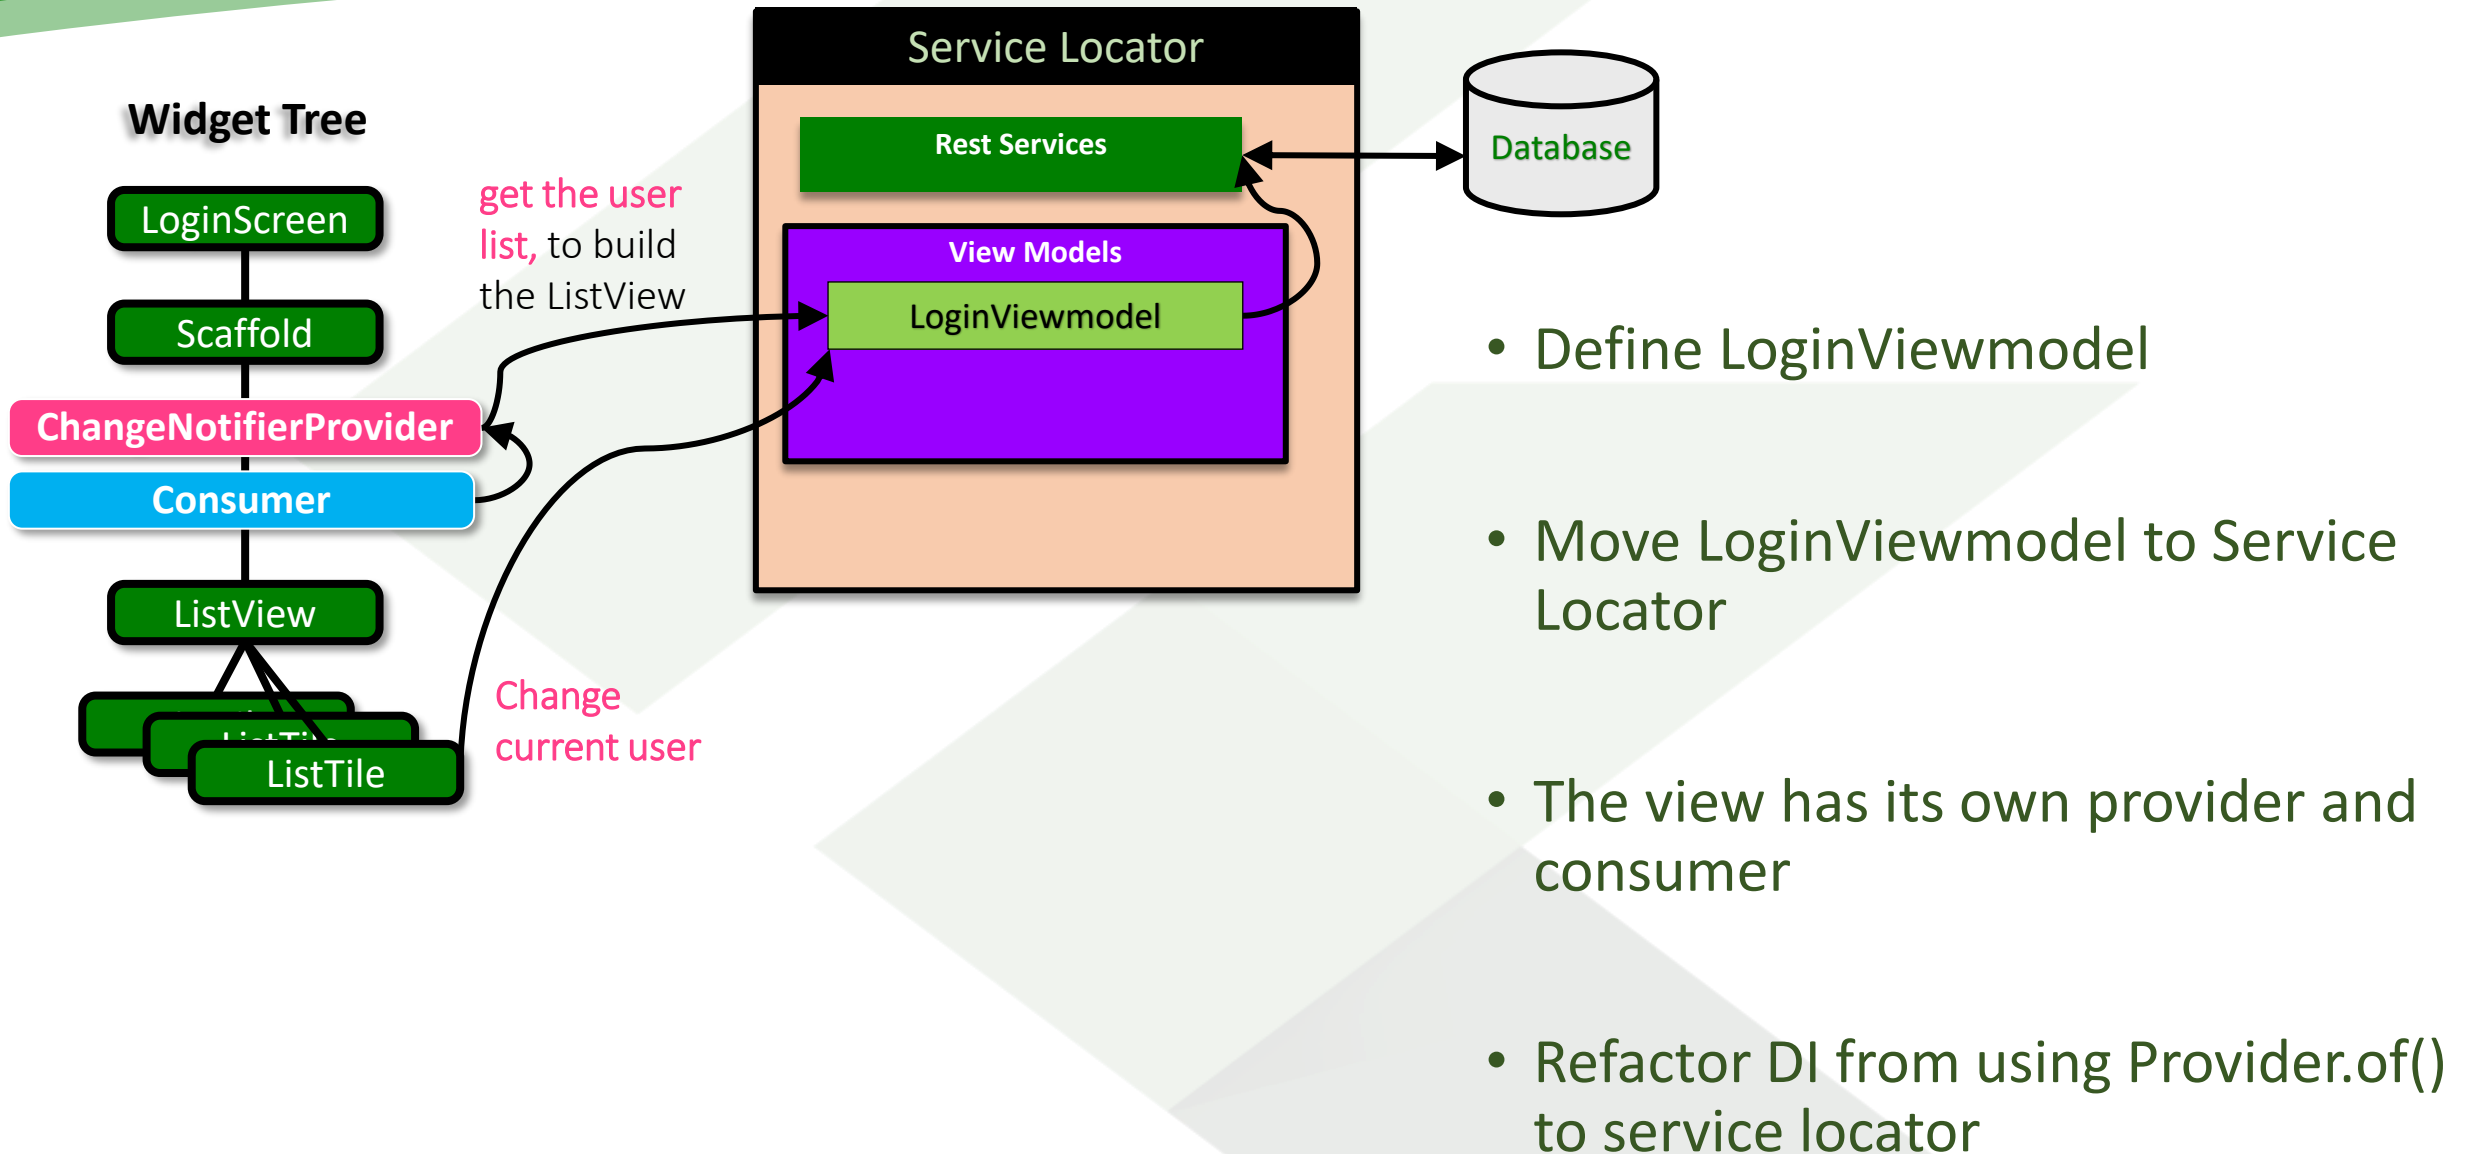 Service Locator
Widget Tree
Rest Services
Database
LoginScreen
get the user
list, to build
the ListView
View Models
LoginViewmodel
Scaffold
ChangeNotifierProvider
Consumer
ListView
ListTile
ListTile
Change
current user
• Define LoginViewmodel
• Move LoginViewmodel to Service
Locator
• The view has its own provider and
consumer
• Refactor DI from using Provider.of()
to service locator